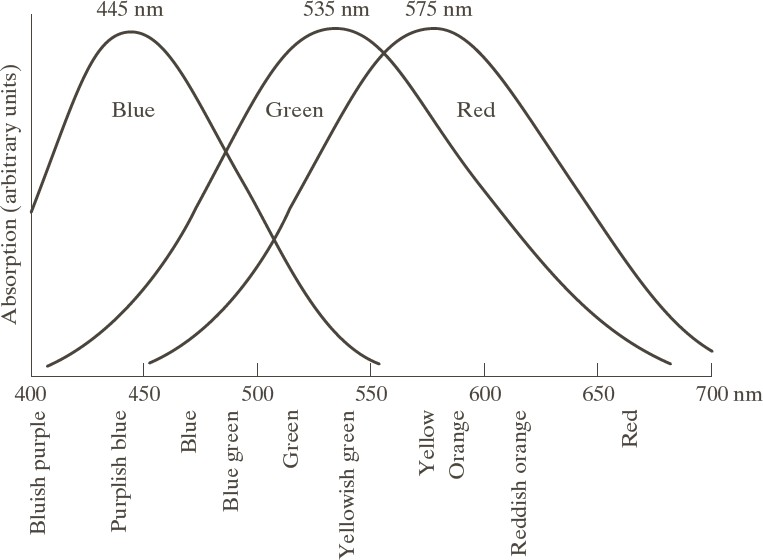 445 nm
535 nm
575 nm
Blue
Green
Red
Absorption (arbitrary units)
400
450
500
550
600
650
700 nm
Bluish purple
Purplish blue
Blue
Blue green
Green
Yellowish green
Yellow
Orange
Reddish orange
Red